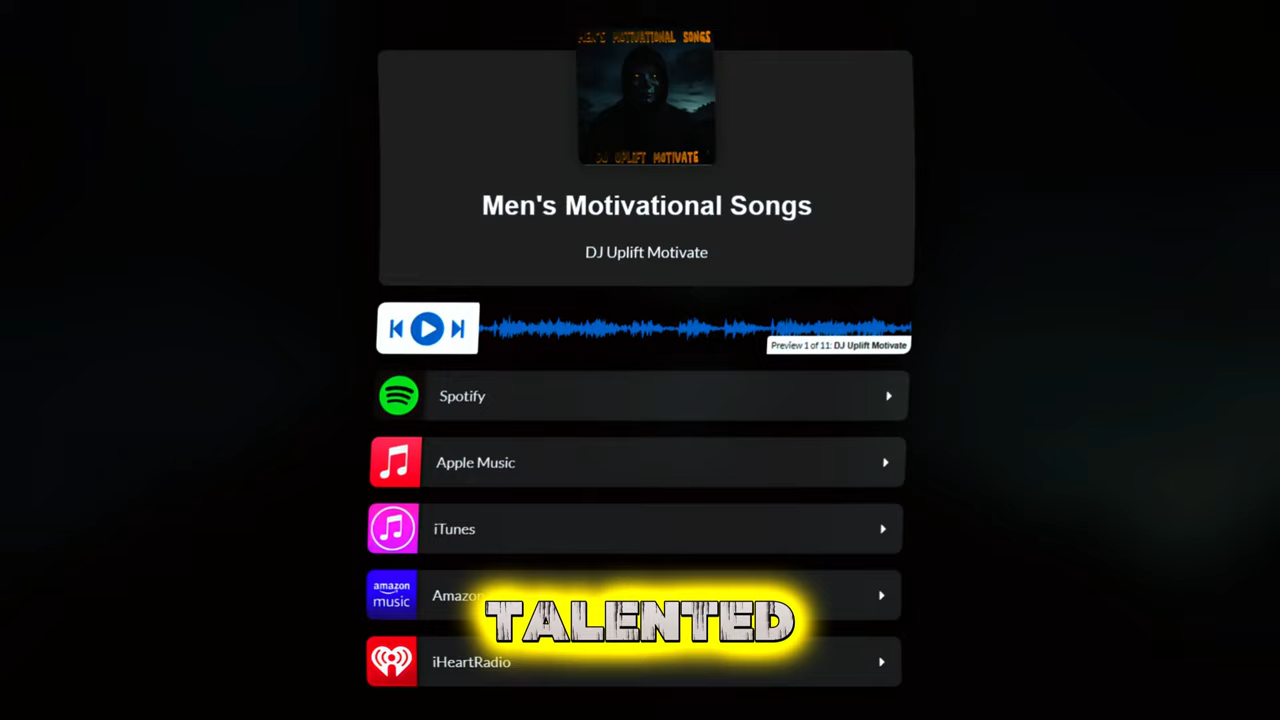 MEN'S MOTIVATIONAL SONGS
DJ UPLIFT MOTIVATE
Men's Motivational Songs
DJ Uplift Motivate
Preview 1 of 11: DJ Uplift Motivate
Spotify
Apple Music
iTunes
amazon
music
Amazon
TALENTED
iHeartRadio